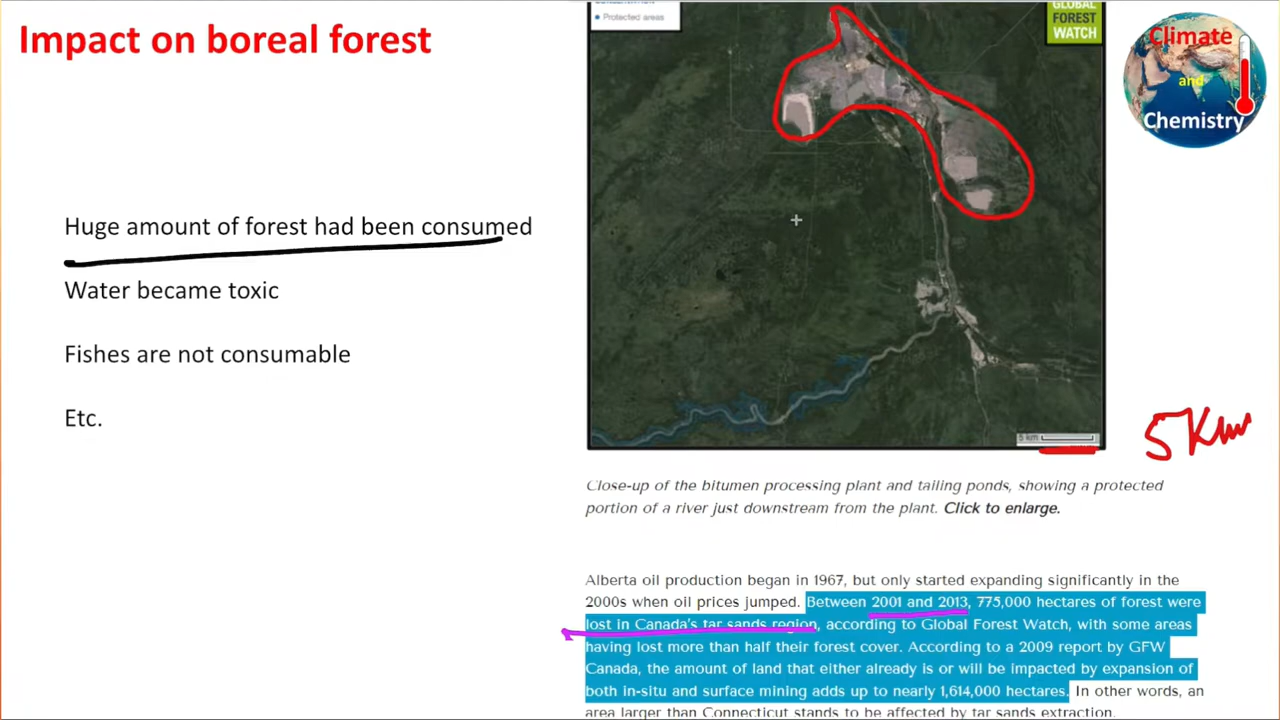 Impact on boreal forest
Protected areas
GLOBAL
FOREST
WATCH
Climate
and
Chemistry
Huge amount of forest had been consumed
Water became toxic
Fishes are not consumable
Etc.
5 km
5 Km
Close-up of the bitumen processing plant and tailing ponds, showing a protected
portion of a river just downstream from the plant. Click to enlarge.
Alberta oil production began in 1967, but only started expanding significantly in the
2000s when oil prices jumped. Between 2001 and 2013, 775,000 hectares of forest were
lost in Canada's tar sands region, according to Global Forest Watch, with some areas
having lost more than half their forest cover. According to a 2009 report by GFW
Canada, the amount of land that either already is or will be impacted by expansion of
both in-situ and surface mining adds up to nearly 1,614,000 hectares. In other words, an
area larger than Connecticut stands to be affected by tar sands extraction.